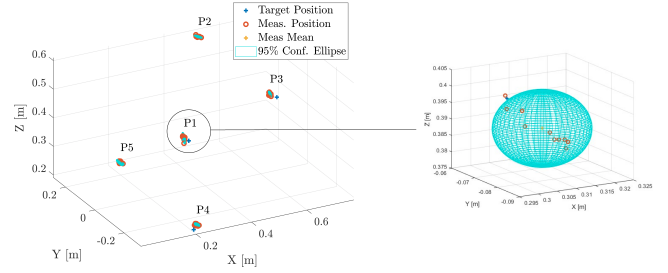 Target Position
Meas. Position
Meas Mean
95% Conf. Ellipse
P2
P3
P1
P5
P4
0.6
0.5
0.4
0.3
0.2
Z [m]
0.2
0
-0.2
Y [m]
0.2
0.4
0.6
X [m]
0.405
0.4
0.395
0.39
0.385
0.38
0.375
Z [m]
-0.06
-0.07
-0.08
-0.09
Y [m]
0.295
0.3
0.305
0.31
0.315
0.32
0.325
X [m]